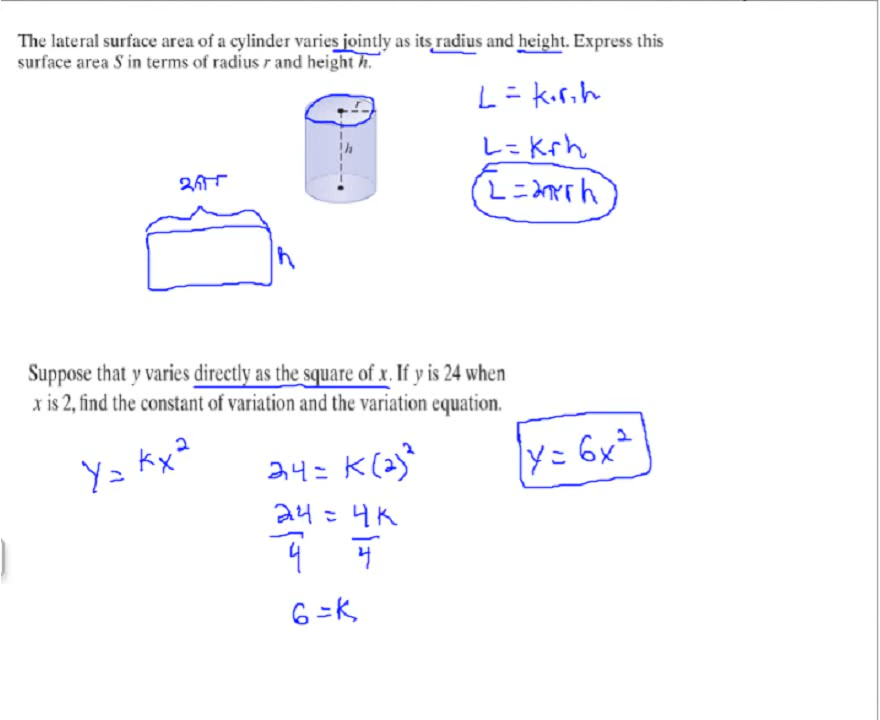 The lateral surface area of a cylinder varies jointly as its radius and height. Express this
surface area S in terms of radius r and height h.
L = k·r·h
r
h
L = krh
2πr
L = 2πrh
h
Suppose that y varies directly as the square of x. If y is 24 when
x is 2, find the constant of variation and the variation equation.
y = kx²
24 = k(2)²
y = 6x²
24 = 4k
4 4
6 = k